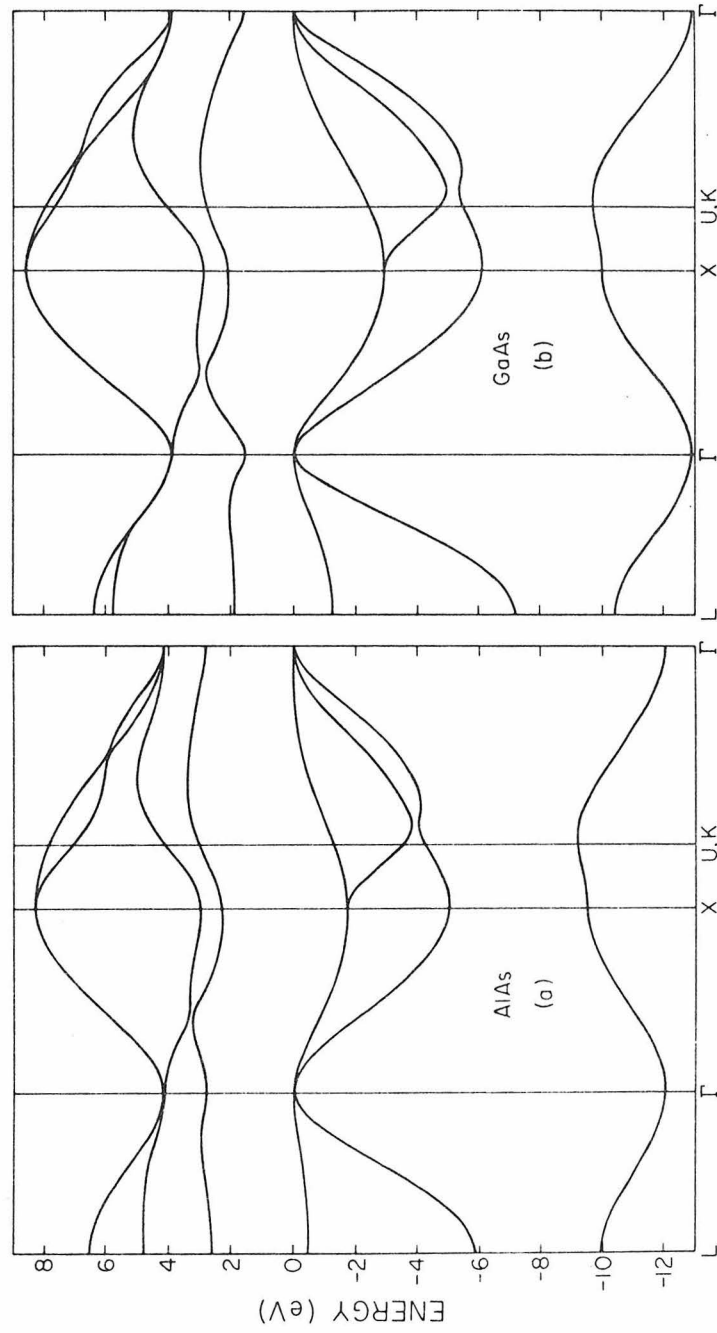 ENERGY (eV)
8
6
4
2
0
-2
-4
-6
-8
-10
-12
AlAs
(a)
L Γ X U,K Γ
GaAs
(b)
L Γ X U,K Γ